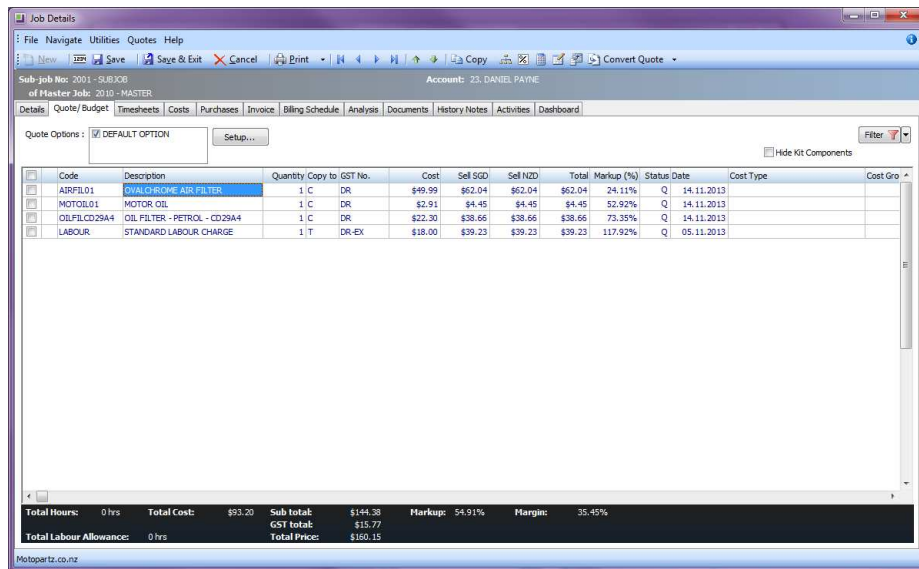 Job Details
File Navigate Utilities Quotes Help
New Save Save & Exit Cancel Print Copy Convert Quote
Sub-job No: 2001 - SUBJOB Account: 23. DANIEL PAYNE
of Master Job: 2010 - MASTER
Details Quote/Budget Timesheets Costs Purchases Invoice Billing Schedule Analysis Documents History Notes Activities Dashboard
Quote Options : DEFAULT OPTION Setup... Filter
Hide Kit Components
Code Description Quantity Copy to GST No. Cost Sell SGD Sell NZD Total Markup (%) Status Date Cost Type Cost Gro
AIRFIL01 OVALCHROME AIR FILTER 1 C DR $49.99 $62.04 $62.04 $62.04 24.11% Q 14.11.2013
MOTOIL01 MOTOR OIL 1 C DR $2.91 $4.45 $4.45 $4.45 52.92% Q 14.11.2013
OILFILCD29A4 OIL FILTER - PETROL - CD29A4 1 C DR $22.30 $38.66 $38.66 $38.66 73.35% Q 14.11.2013
LABOUR STANDARD LABOUR CHARGE 1 T DR-EX $18.00 $39.23 $39.23 $39.23 117.92% Q 05.11.2013
Total Hours: 0 hrs Total Cost: $93.20 Sub total: $144.38 Markup: 54.91% Margin: 35.45%
GST total: $15.77
Total Labour Allowance: 0 hrs Total Price: $160.15
Motopartz.co.nz